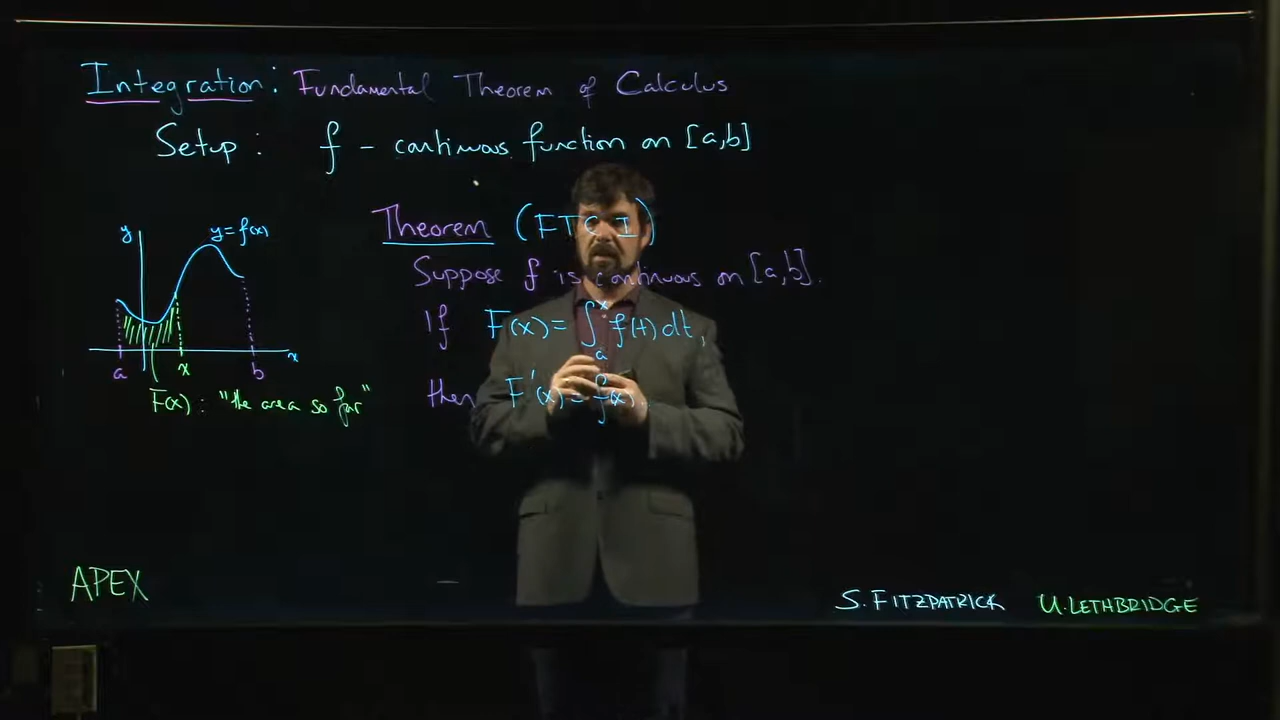 Integration: Fundamental Theorem of Calculus
Setup: f - continuous function on [a,b]
Theorem (FTC I)
Suppose f is continuous on [a,b].
If F(x) = ∫ₐˣ f(t) dt,
then F'(x) = f(x).
y
y = f(x)
a
x
b
x
F(x): "the area so far"
APEX
S. FITZPATRICK U. LETHBRIDGE